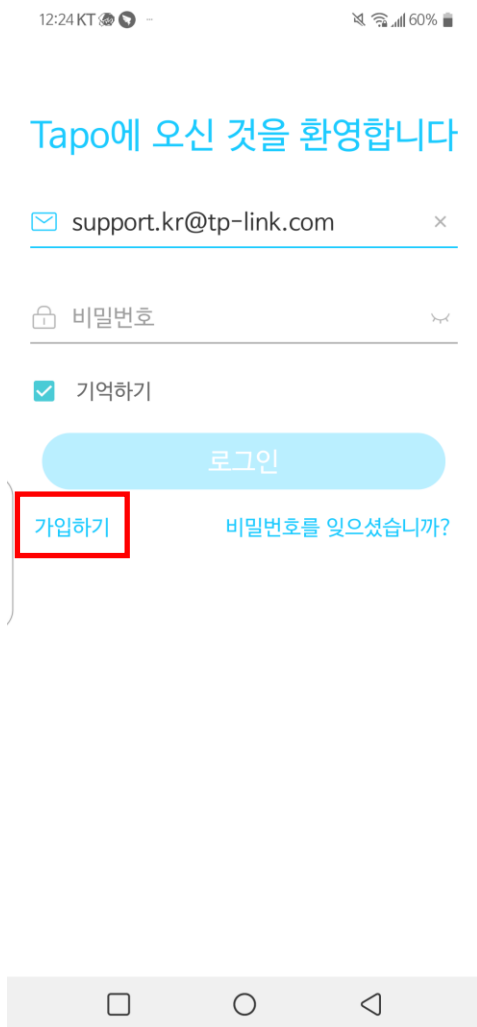 12:24 KT 60%
Tapo에 오신 것을 환영합니다
support.kr@tp-link.com
비밀번호
기억하기
로그인
가입하기 비밀번호를 잊으셨습니까?